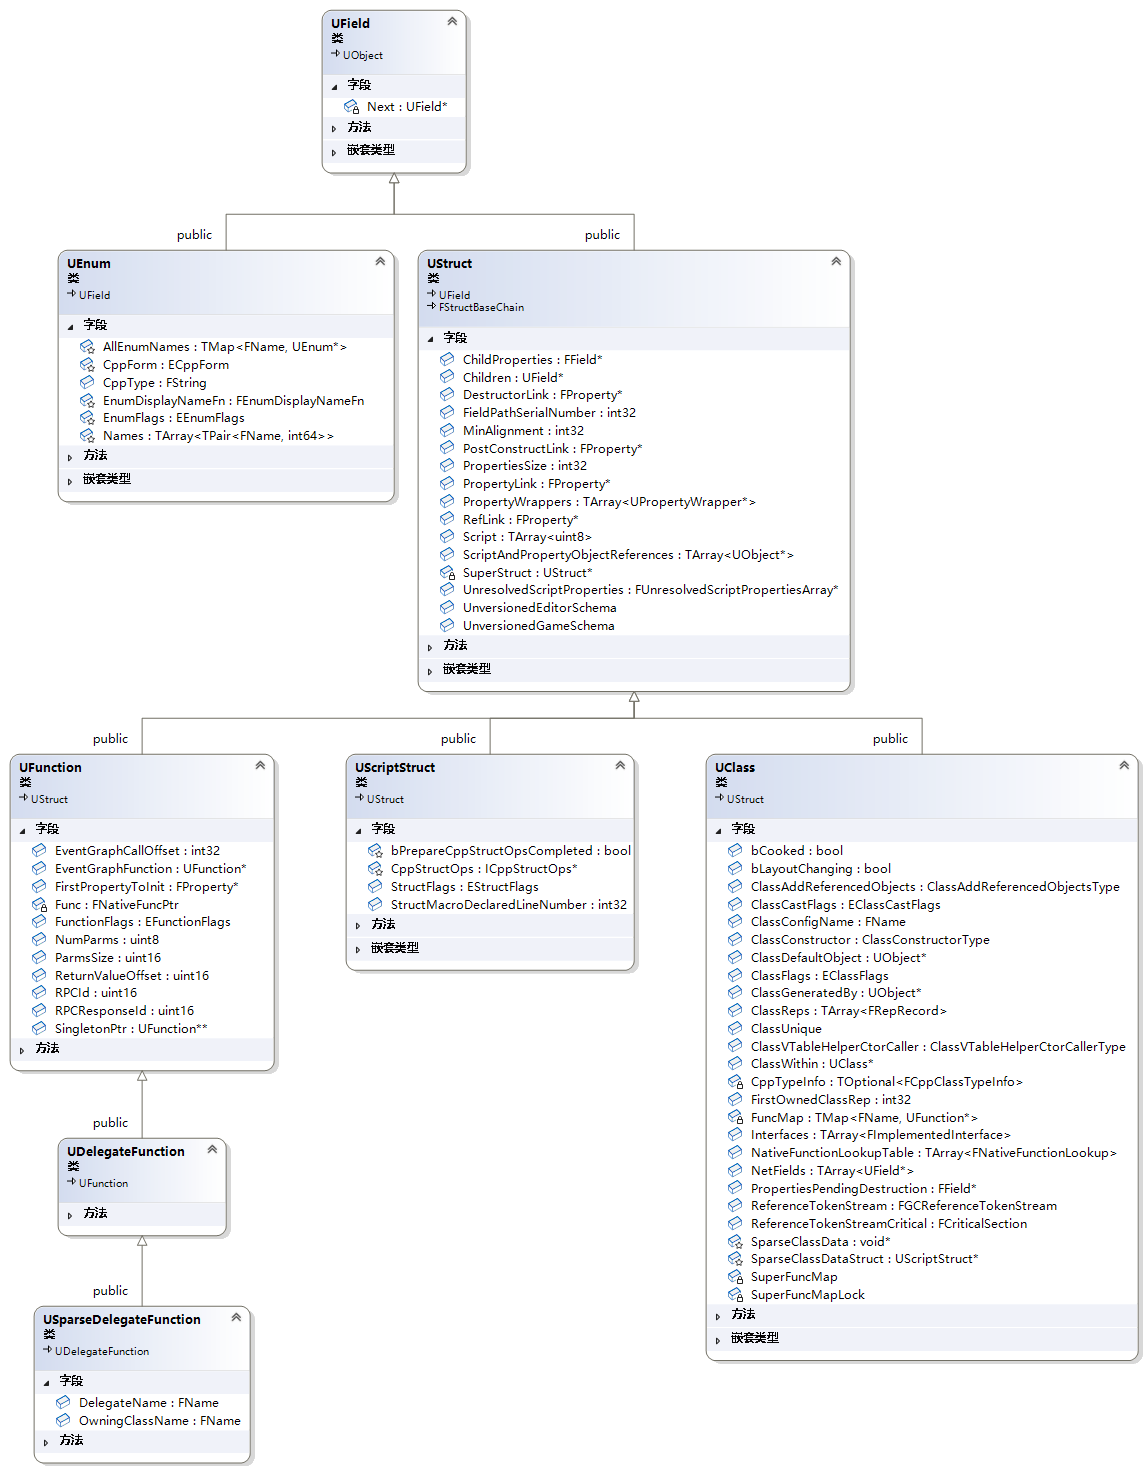 UField
类
UObject
字段
Next : UField*
方法
嵌套类型
public
public
UEnum
类
UField
字段
AllEnumNames : TMap<FName, UEnum*>
CppForm : ECppForm
CppType : FString
EnumDisplayNameFn : FEnumDisplayNameFn
EnumFlags : EEnumFlags
Names : TArray<TPair<FName, int64>>
方法
嵌套类型
UStruct
类
UField
FStructBaseChain
字段
ChildProperties : FField*
Children : UField*
DestructorLink : FProperty*
FieldPathSerialNumber : int32
MinAlignment : int32
PostConstructLink : FProperty*
PropertiesSize : int32
PropertyLink : FProperty*
PropertyWrappers : TArray<UPropertyWrapper*>
RefLink : FProperty*
Script : TArray<uint8>
ScriptAndPropertyObjectReferences : TArray<UObject*>
SuperStruct : UStruct*
UnresolvedScriptProperties : FUnresolvedScriptPropertiesArray*
UnversionedEditorSchema
UnversionedGameSchema
方法
嵌套类型
public
public
public
UFunction
类
UStruct
字段
EventGraphCallOffset : int32
EventGraphFunction : UFunction*
FirstPropertyToInit : FProperty*
Func : FNativeFuncPtr
FunctionFlags : EFunctionFlags
NumParms : uint8
ParmsSize : uint16
ReturnValueOffset : uint16
RPCId : uint16
RPCResponseId : uint16
SingletonPtr : UFunction**
方法
UScriptStruct
类
UStruct
字段
bPrepareCppStructOpsCompleted : bool
CppStructOps : ICppStructOps*
StructFlags : EStructFlags
StructMacroDeclaredLineNumber : int32
方法
嵌套类型
UClass
类
UStruct
字段
bCooked : bool
bLayoutChanging : bool
ClassAddReferencedObjects : ClassAddReferencedObjectsType
ClassCastFlags : EClassCastFlags
ClassConfigName : FName
ClassConstructor : ClassConstructorType
ClassDefaultObject : UObject*
ClassFlags : EClassFlags
ClassGeneratedBy : UObject*
ClassReps : TArray<FRepRecord>
ClassUnique
ClassVTableHelperCtorCaller : ClassVTableHelperCtorCallerType
ClassWithin : UClass*
CppTypeInfo : TOptional<FCppClassTypeInfo>
FirstOwnedClassRep : int32
FuncMap : TMap<FName, UFunction*>
Interfaces : TArray<FImplementedInterface>
NativeFunctionLookupTable : TArray<FNativeFunctionLookup>
NetFields : TArray<UField*>
PropertiesPendingDestruction : FField*
ReferenceTokenStream : FGCReferenceTokenStream
ReferenceTokenStreamCritical : FCriticalSection
SparseClassData : void*
SparseClassDataStruct : UScriptStruct*
SuperFuncMap
SuperFuncMapLock
方法
嵌套类型
public
UDelegateFunction
类
UFunction
方法
public
USparseDelegateFunction
类
UDelegateFunction
字段
DelegateName : FName
OwningClassName : FName
方法